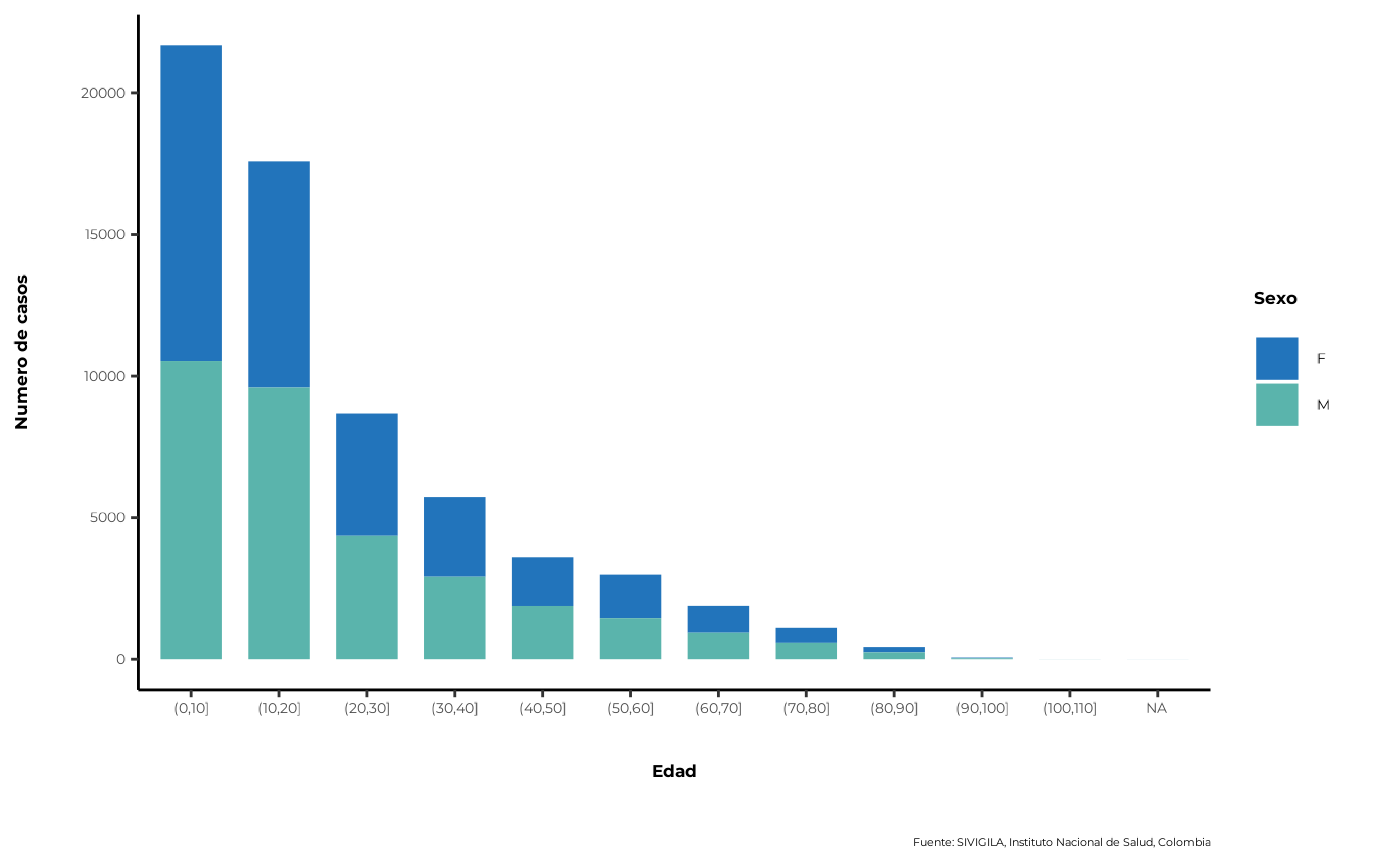 20000
15000
10000
5000
0
Numero de casos
(0,10]
(10,20]
(20,30]
(30,40]
(40,50]
(50,60]
(60,70]
(70,80]
(80,90]
(90,100]
(100,110]
NA
Edad
Sexo
F
M
Fuente: SIVIGILA, Instituto Nacional de Salud, Colombia